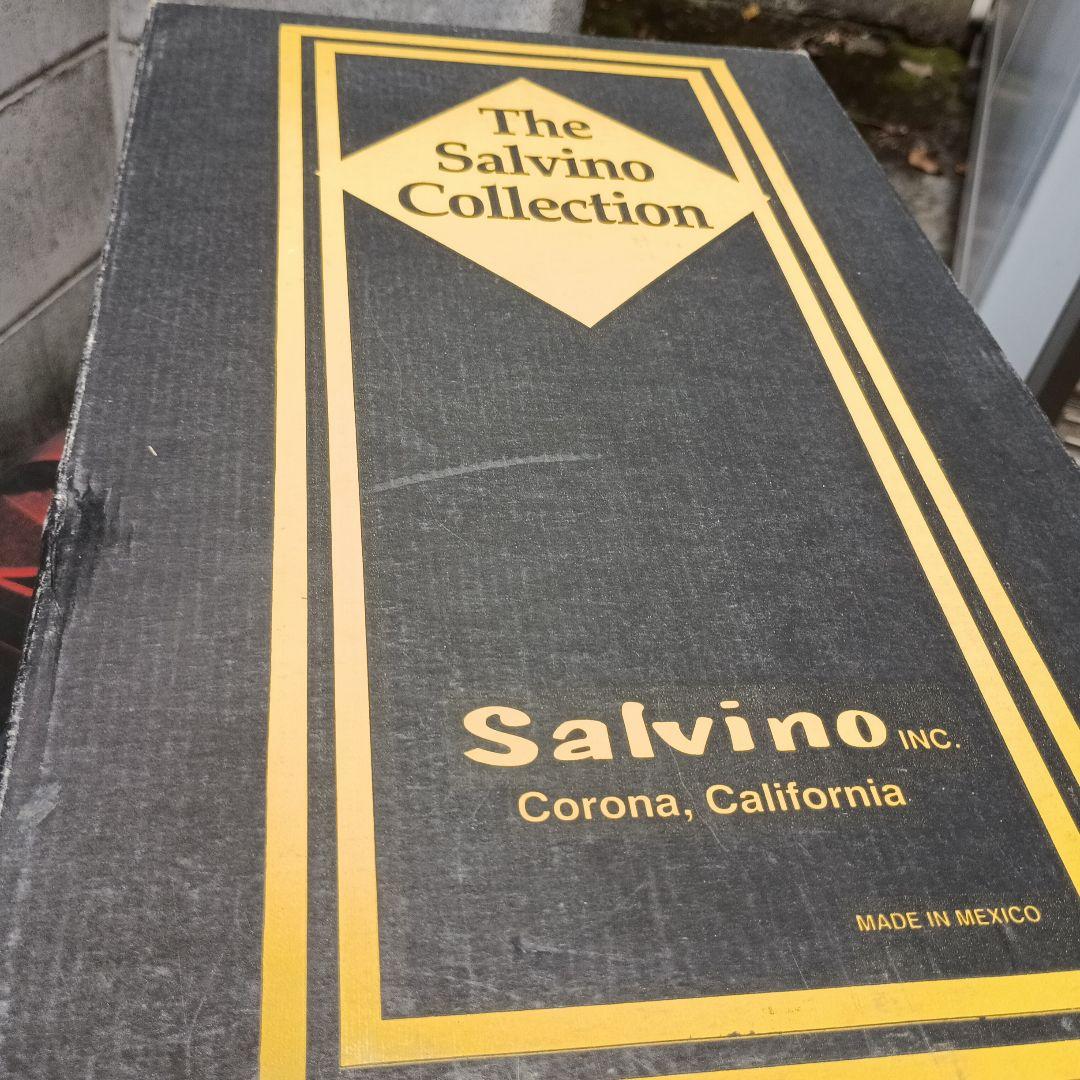 The
Salvino
Collection
Salvino INC.
Corona, California
MADE IN MEXICO